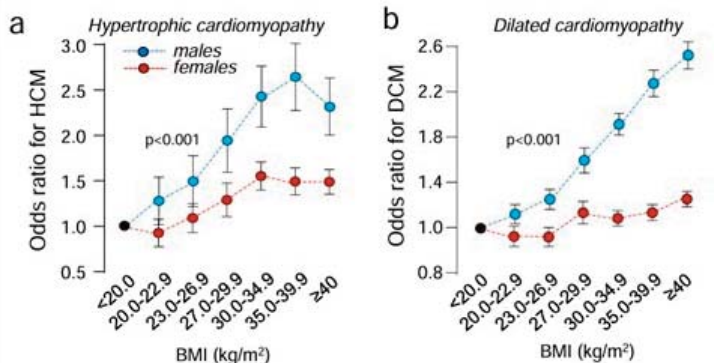 a
Hypertrophic cardiomyopathy
males
females
p<0.001
Odds ratio for HCM
3.0
2.5
2.0
1.5
1.0
0.5
<20.0
20.0-22.9
23.0-26.9
27.0-29.9
30.0-34.9
35.0-39.9
≥40
BMI (kg/m²)
b
Dilated cardiomyopathy
p<0.001
Odds ratio for DCM
2.6
2.2
1.8
1.4
1.0
0.8
<20.0
20.0-22.9
23.0-26.9
27.0-29.9
30.0-34.9
35.0-39.9
≥40
BMI (kg/m²)